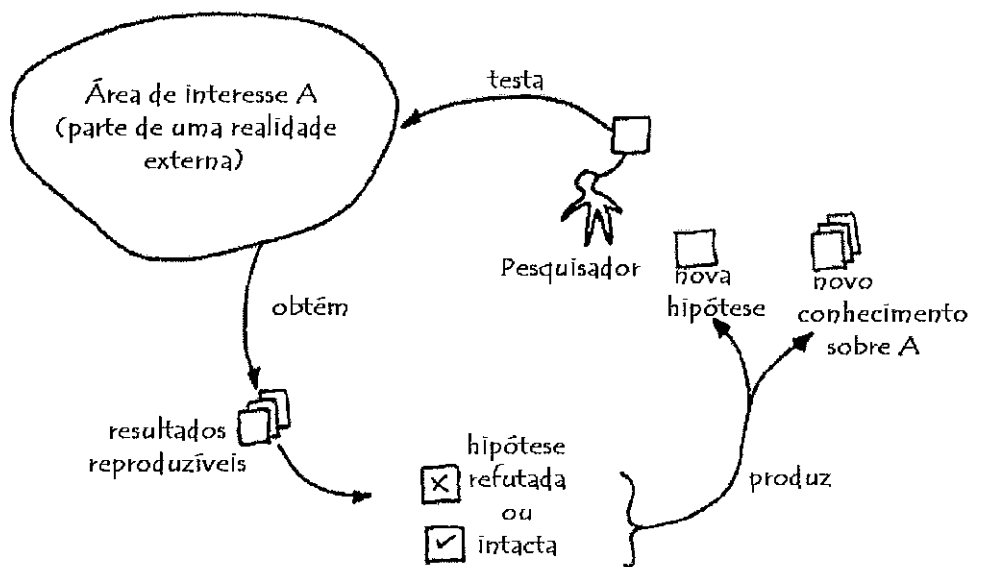 Área de interesse A
(parte de uma realidade
externa)
testa
Pesquisador
nova
hipótese
novo
conhecimento
sobre A
obtém
resultados
reproduzíveis
hipótese
refutada
ou
intacta
produz